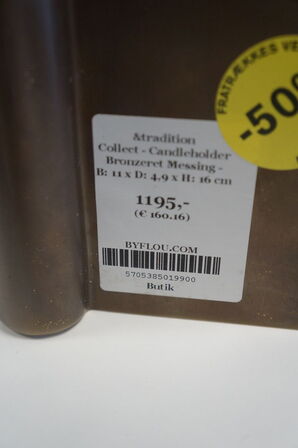 &tradition
Collect - Candleholder
Bronzeret Messing -
B: 11 x D: 4.9 x H: 16 cm
1195,-
(€ 160.16)
BYFLOU.COM
5705385019900
Butik
FRATRÆKKES VE